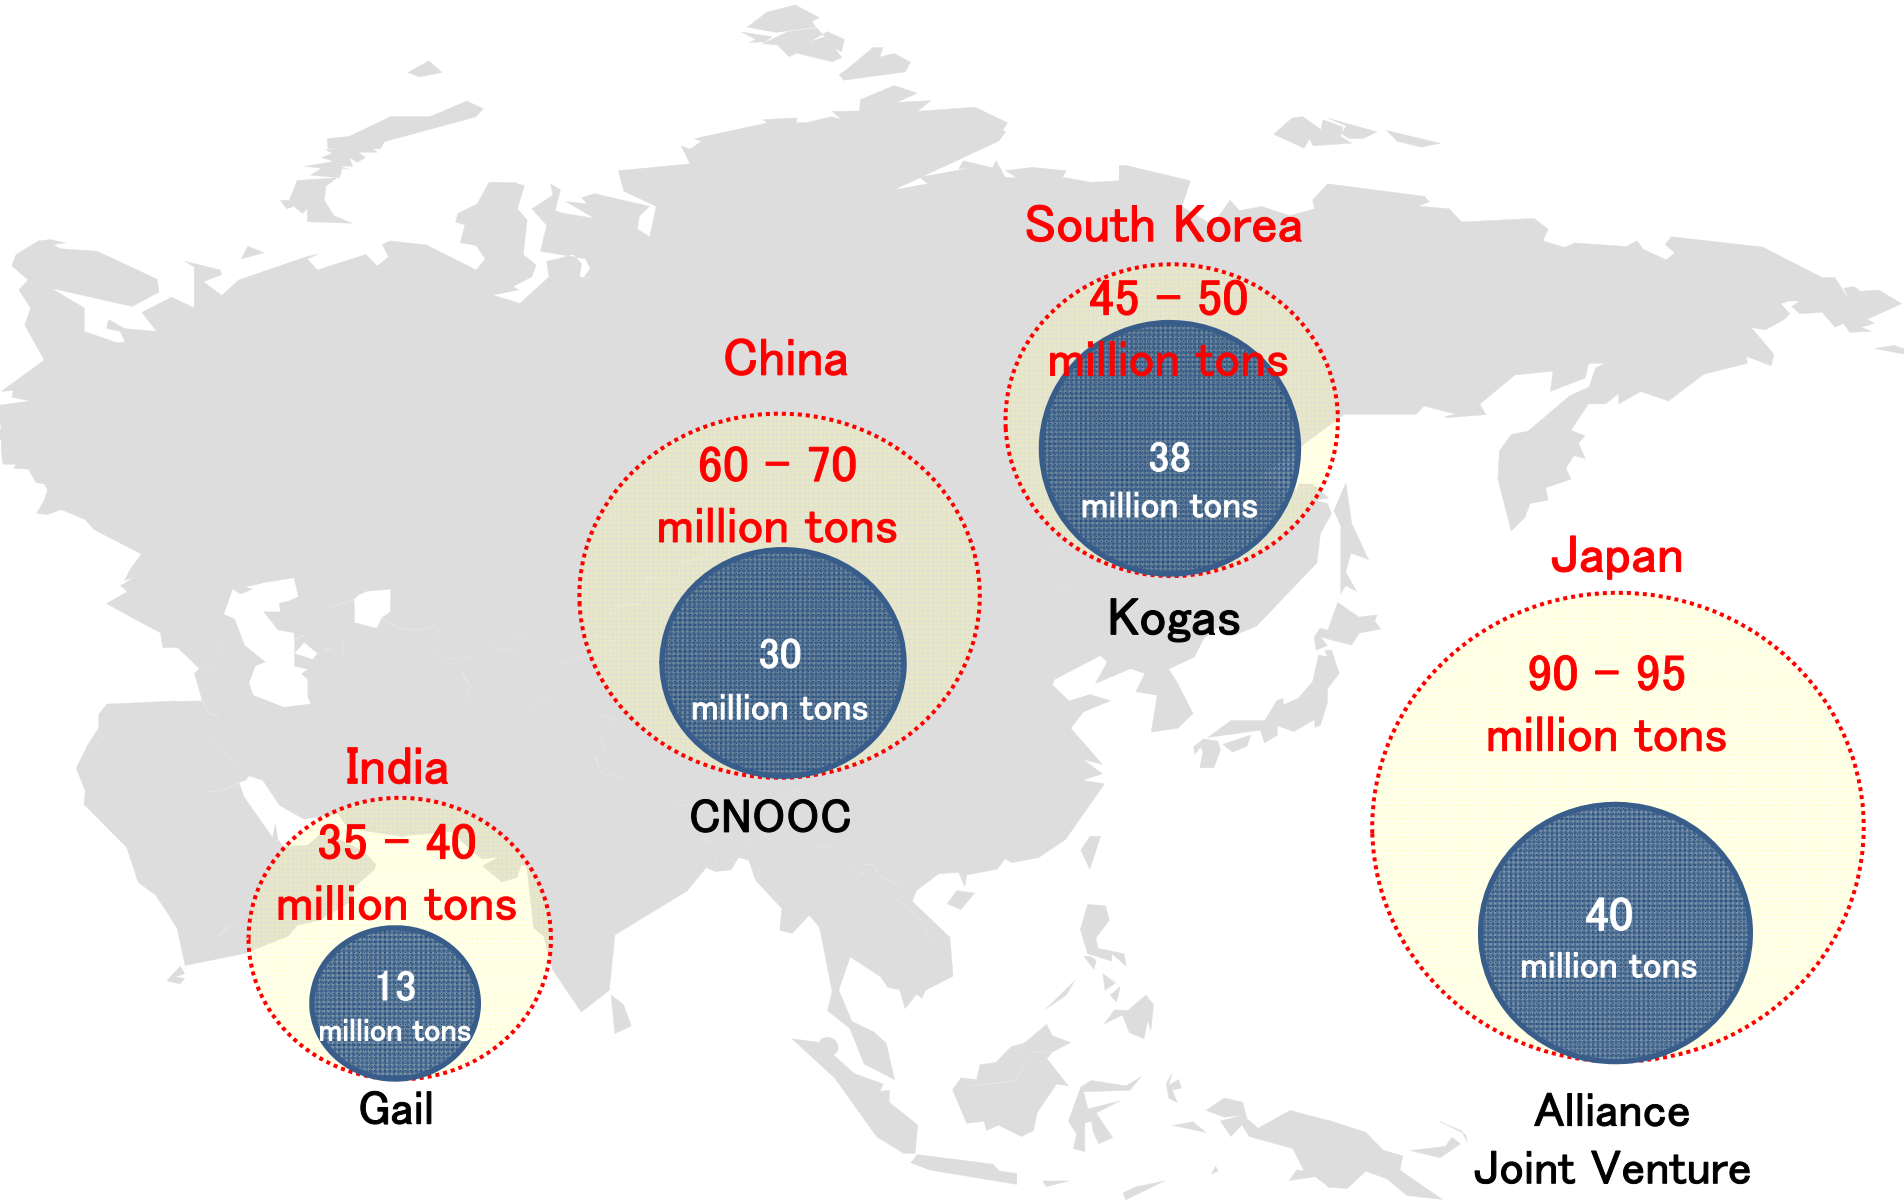 South Korea
45 – 50
million tons
38
million tons
Kogas
China
60 – 70
million tons
30
million tons
CNOOC
Japan
90 – 95
million tons
40
million tons
Alliance
Joint Venture
India
35 – 40
million tons
13
million tons
Gail